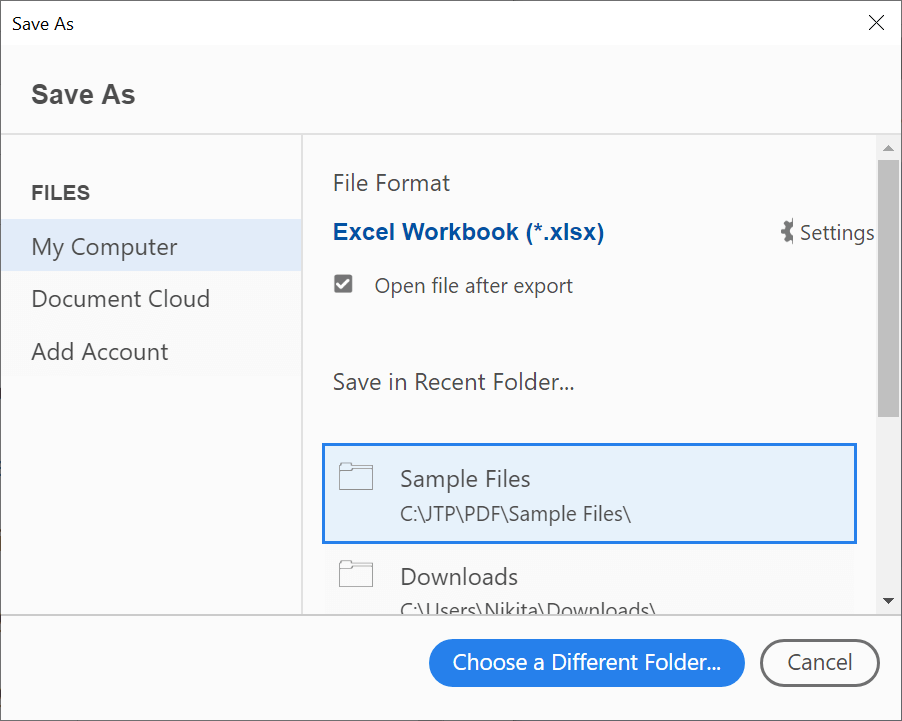 Save As
Save As
FILES
My Computer
Document Cloud
Add Account
File Format
Excel Workbook (*.xlsx)
Settings
Open file after export
Save in Recent Folder...
Sample Files
C:\JTP\PDF\Sample Files\
Downloads
C:\Users\Nikita\Downloads\
Choose a Different Folder...
Cancel